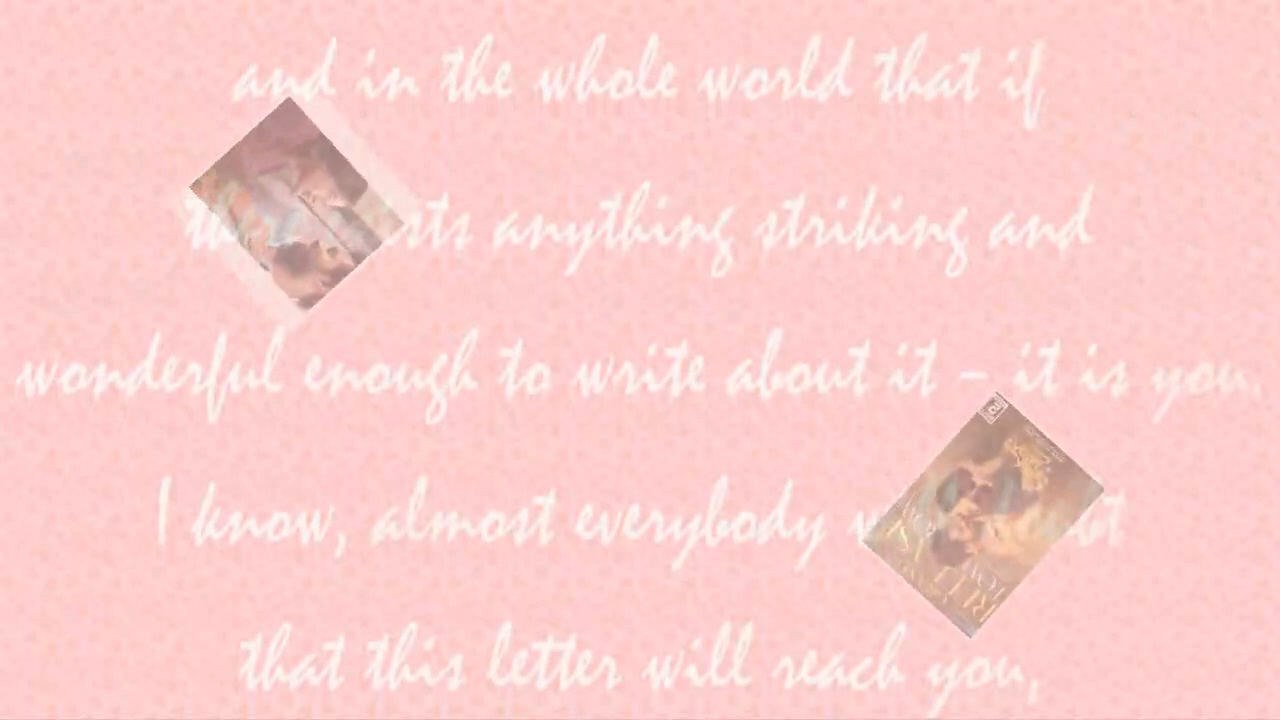 and in the whole world that if
anything striking and
wonderful enough to write about it – it is you.
I know, almost everybody
that this letter will reach you,